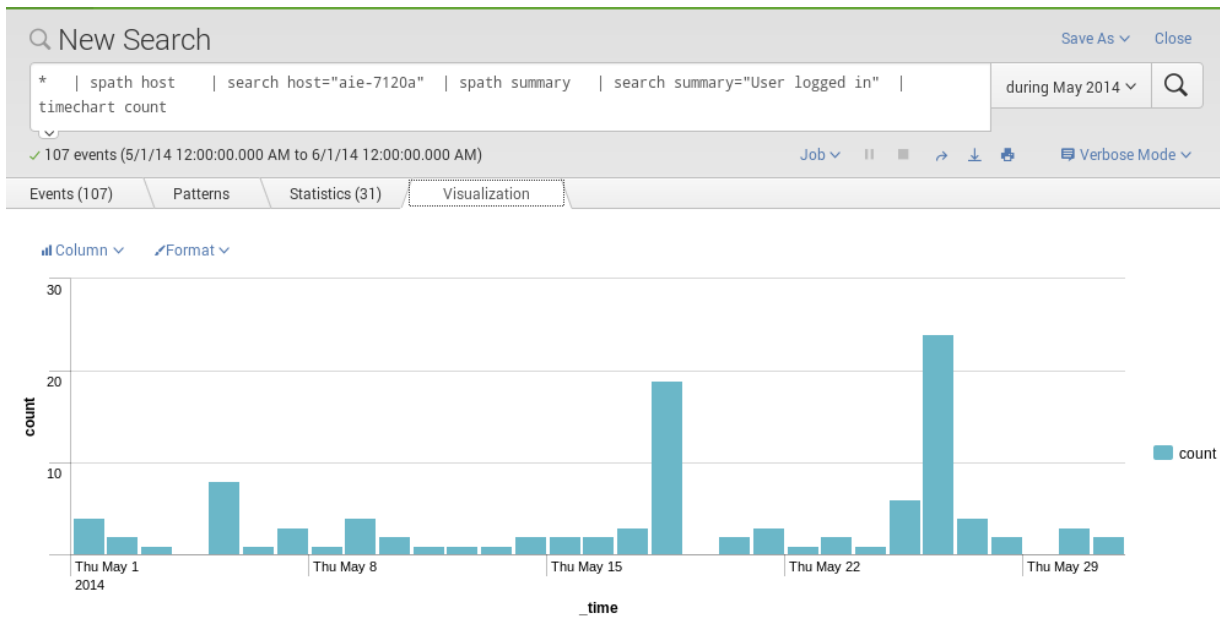 New Search
Save As Close
* | spath host | search host="aie-7120a" | spath summary | search summary="User logged in" |
timechart count
during May 2014
107 events (5/1/14 12:00:00.000 AM to 6/1/14 12:00:00.000 AM)
Job
Verbose Mode
Events (107) Patterns Statistics (31) Visualization
Column Format
30
20
10
count
count
Thu May 1 Thu May 8 Thu May 15 Thu May 22 Thu May 29
2014
_time